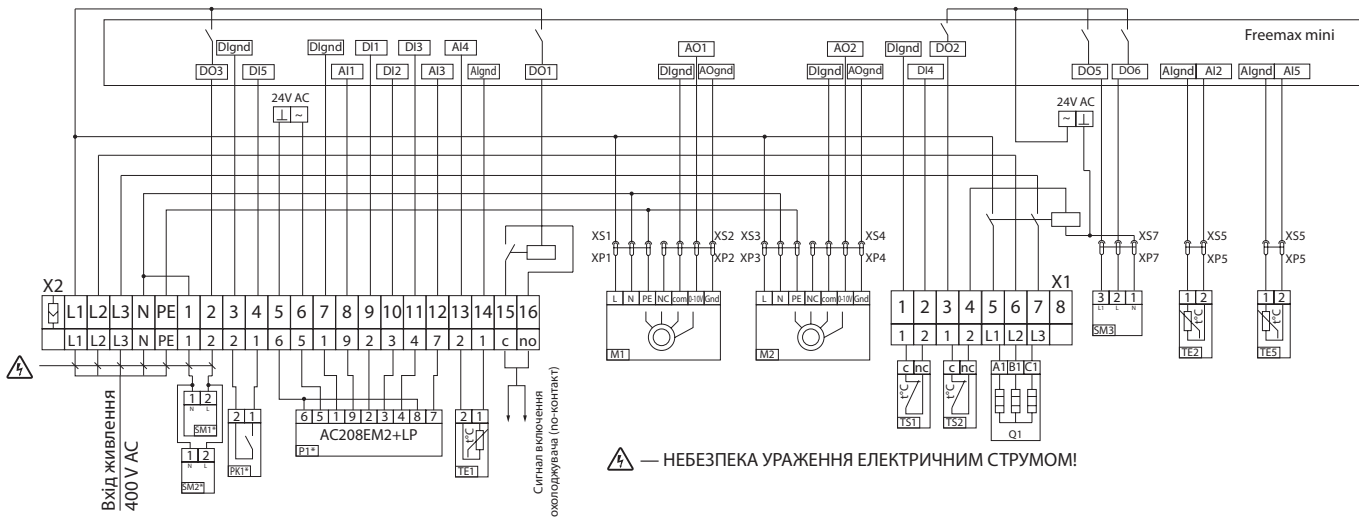 Freemax mini
DIgnd DIgnd DI1 DI3 AI4 AO1 AO2 DIgnd DO2
DO3 DI5 AI1 DI2 AI3 AIgnd DO1 DIgnd AOgnd DIgnd AOgnd DI4 DO5 DO6 AIgnd AI2 AIgnd AI5
24V AC
⊥ ~
24V AC
~ ⊥
XS1 XS2 XS3 XS4 XS7 XS5 XS5
XP1 XP2 XP3 XP4 XP7 XP5 XP5
X2
L1 L2 L3 N PE 1 2 3 4 5 6 7 8 9 10 11 12 13 14 15 16
L1 L2 L3 N PE 1 2 2 1 6 5 1 9 2 3 4 7 2 1 c no
L N PE NC com 0-10V Gnd
M1
L N PE NC com 0-10V Gnd
M2
X1
1 2 3 4 5 6 7 8
1 2 1 2 L1 L2 L3
3 2 1
L1 L N
SM3
1 2
t°C
TE2
1 2
t°C
TE5
c nc
t°C
TS1
c nc
t°C
TS2
A1 B1 C1
Q1
Вхід живлення
400 V AC
1 2
N L
SM1*
1 2
N L
SM2*
2 1
PK1*
6 5 1 9 2 3 4 8 7
AC208EM2+LP
P1*
2 1
t°C
TE1
Сигнал включення
охолоджувача (no-контакт)
— НЕБЕЗПЕКА УРАЖЕННЯ ЕЛЕКТРИЧНИМ СТРУМОМ!